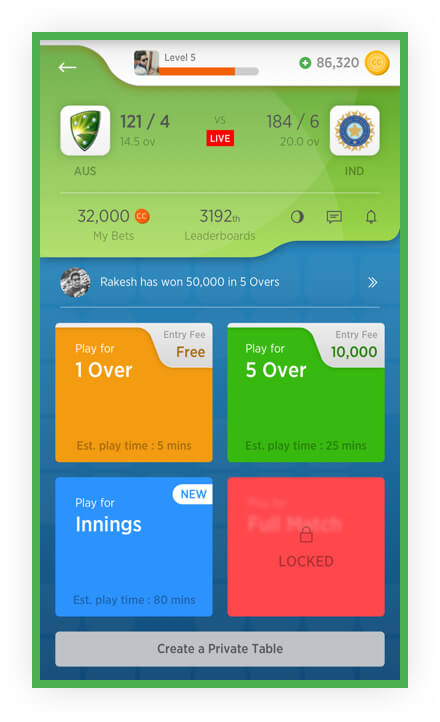 Level 5
86,320
CC
121 / 4
VS
184 / 6
14.5 ov
LIVE
20.0 ov
AUS
IND
32,000 CC
3192th
My Bets
Leaderboards
Rakesh has won 50,000 in 5 Overs
Entry Fee
Free
Play for
1 Over
Est. play time : 5 mins
Entry Fee
10,000
Play for
5 Over
Est. play time : 25 mins
NEW
Play for
Innings
Est. play time : 80 mins
Play for
Full Match
LOCKED
Create a Private Table